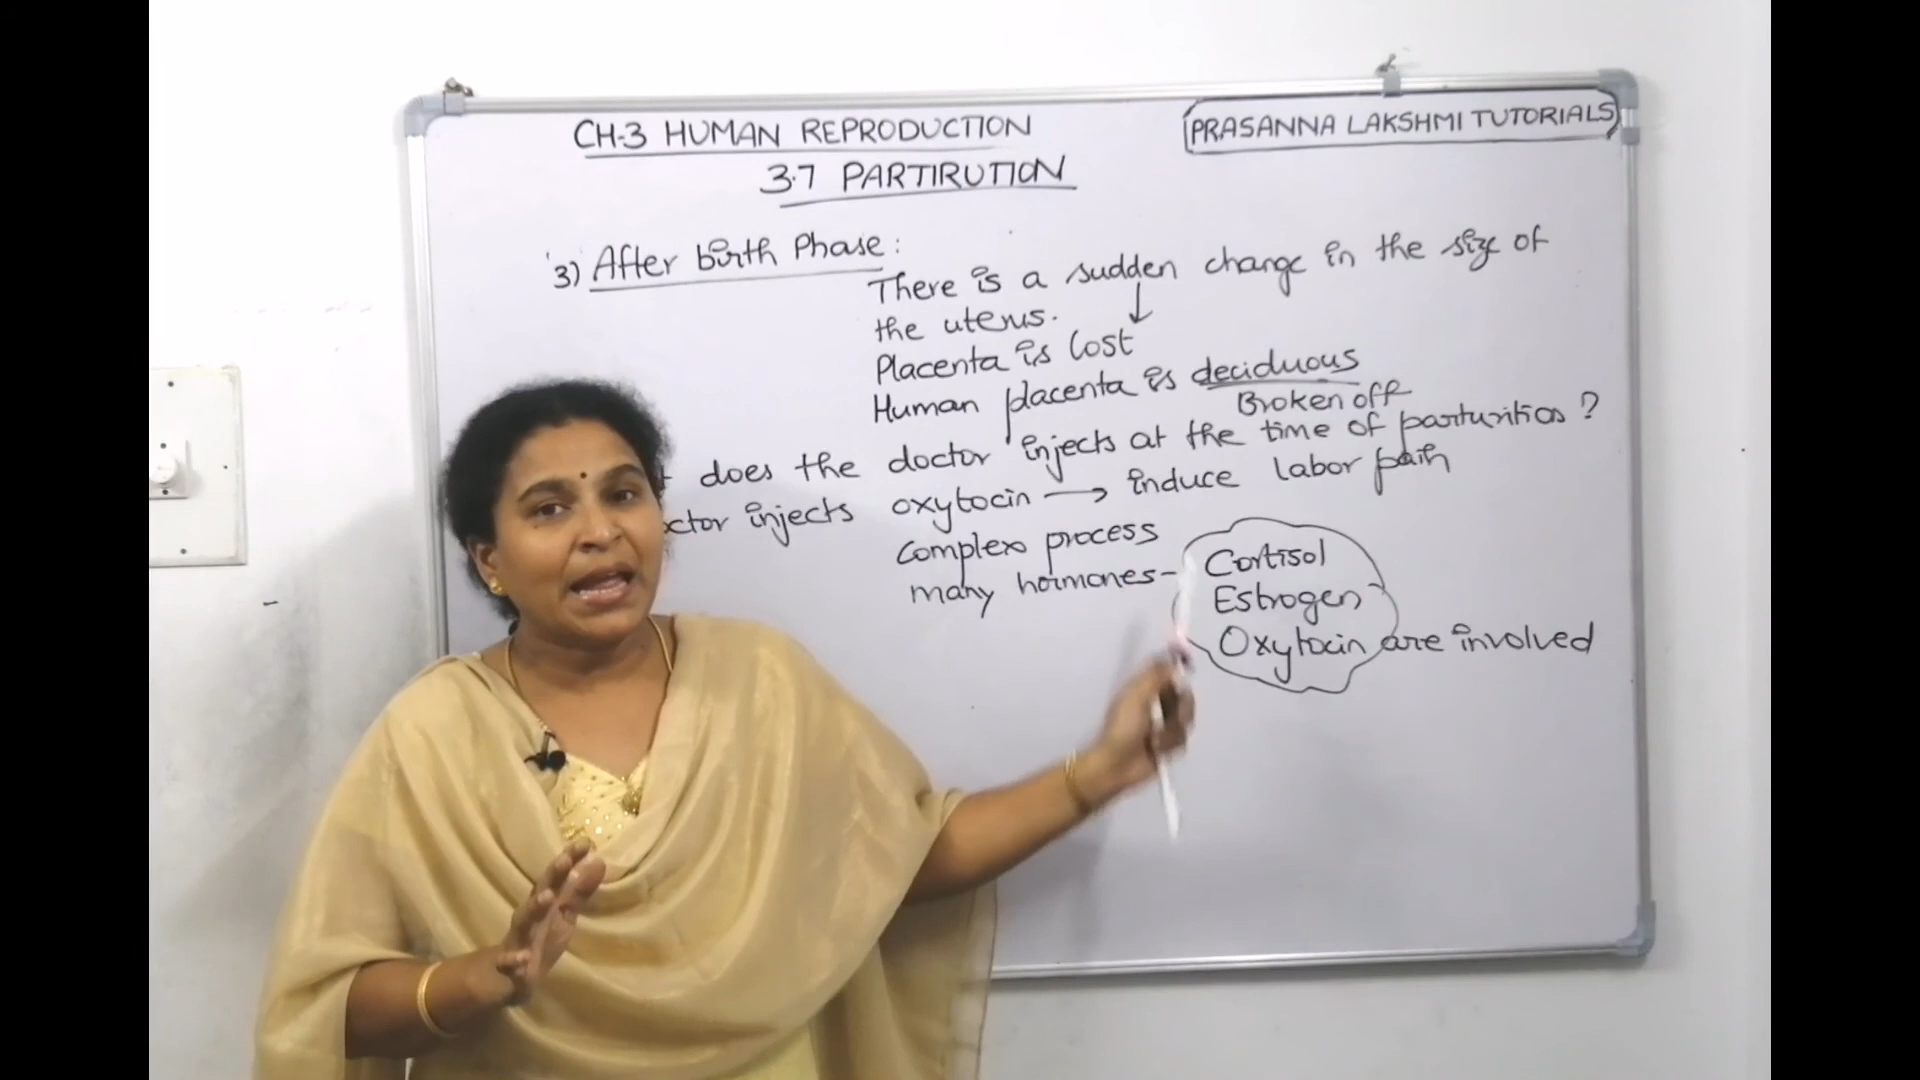 CH-3 HUMAN REPRODUCTION
PRASANNA LAKSHMI TUTORIALS
3.7 PARTIRUTION
3) After birth Phase:
There is a sudden change in the size of
the uterus. ↓
Placenta is lost
Human placenta is deciduous
Broken off
does the doctor injects at the time of parturition?
injects oxytocin → induce labor pain
Complex process
many hormones- Cortisol
Estrogen
Oxytocin are involved